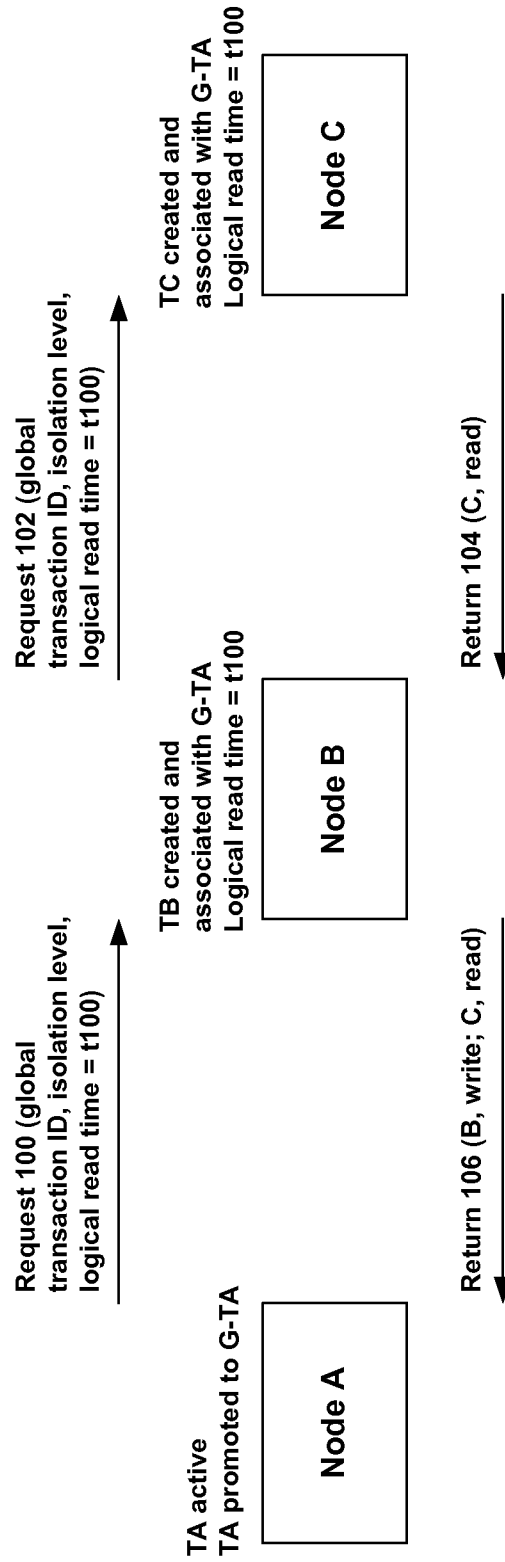 TA active
TA promoted to G-TA
Node A
Request 100 (global
transaction ID, isolation level,
logical read time = t100)
Return 106 (B, write; C, read)
TB created and
associated with G-TA
Logical read time = t100
Node B
Request 102 (global
transaction ID, isolation level,
logical read time = t100)
Return 104 (C, read)
TC created and
associated with G-TA
Logical read time = t100
Node C